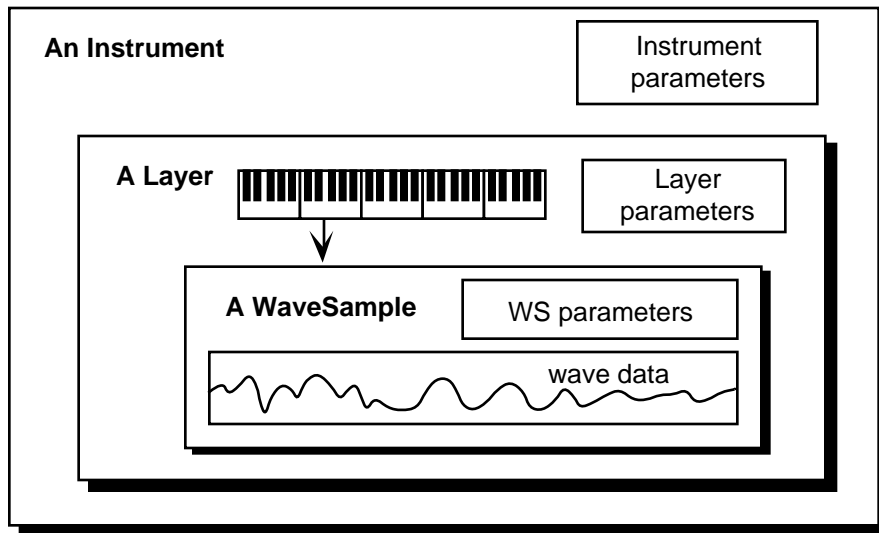 An Instrument
Instrument
parameters
A Layer
Layer
parameters
A WaveSample
WS parameters
wave data